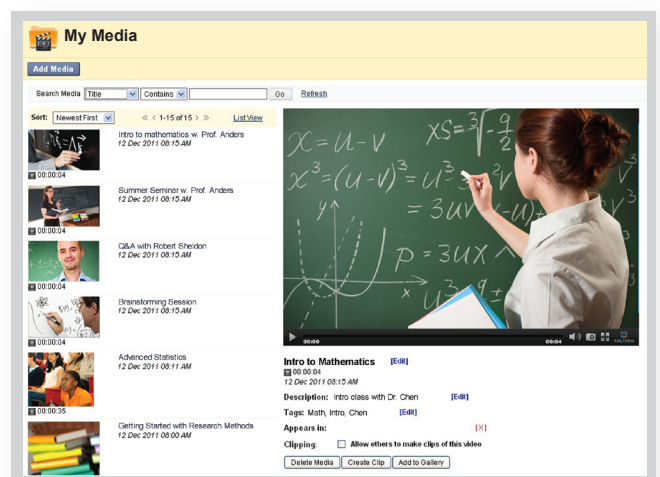 My Media
Add Media
Search Media Title Contains Go Refresh
Sort: Newest First << < 1-15 of 15 > >> List View
Intro to mathematics w. Prof. Anders
12 Dec 2011 08:15 AM
00:00:04
Summer Seminar w. Prof. Anders
12 Dec 2011 08:15 AM
00:00:04
Q&A with Robert Sheldon
12 Dec 2011 08:15 AM
00:00:04
Brainstorming Session
12 Dec 2011 08:15 AM
00:00:04
Advanced Statistics
12 Dec 2011 08:11 AM
00:00:35
Getting Started with Research Methods
12 Dec 2011 08:00 AM
x = u - v
x³ = (u - v)³ = u³ - 3
= 3uv
p = 3ux
y
x
00:00 00:04
Intro to Mathematics [Edit]
00:00:04
12 Dec 2011 08:15 AM
Description: Intro class with Dr. Chen [Edit]
Tags: Math, Intro, Chen [Edit]
Appears in: [X]
Clipping: Allow others to make clips of this video
Delete Media Create Clip Add to Gallery